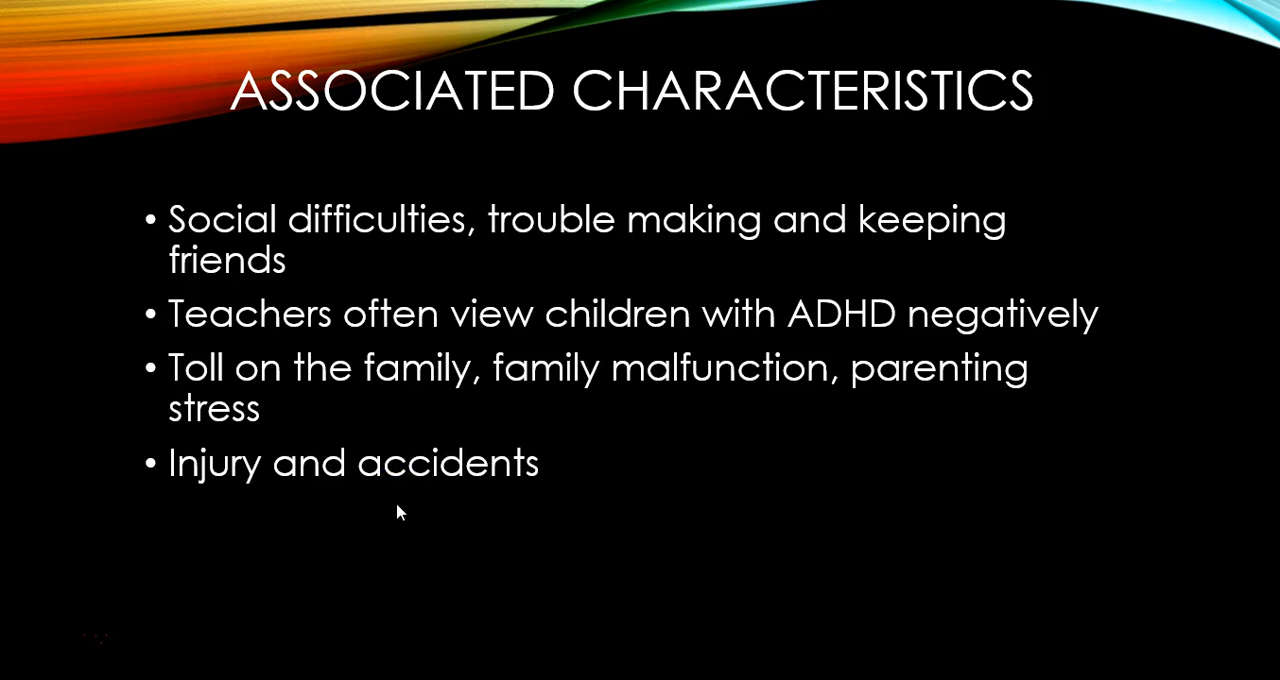 ASSOCIATED CHARACTERISTICS
• Social difficulties, trouble making and keeping
friends
• Teachers often view children with ADHD negatively
• Toll on the family, family malfunction, parenting
stress
• Injury and accidents